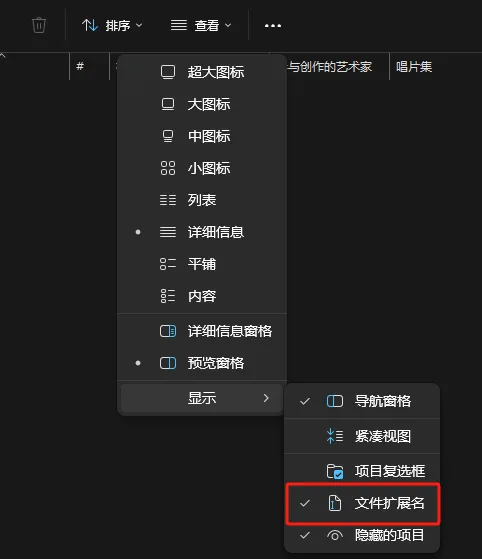 排序
查看
#
与创作的艺术家
唱片集
超大图标
大图标
中图标
小图标
列表
详细信息
平铺
内容
详细信息窗格
预览窗格
显示
导航窗格
紧凑视图
项目复选框
文件扩展名
隐藏的项目